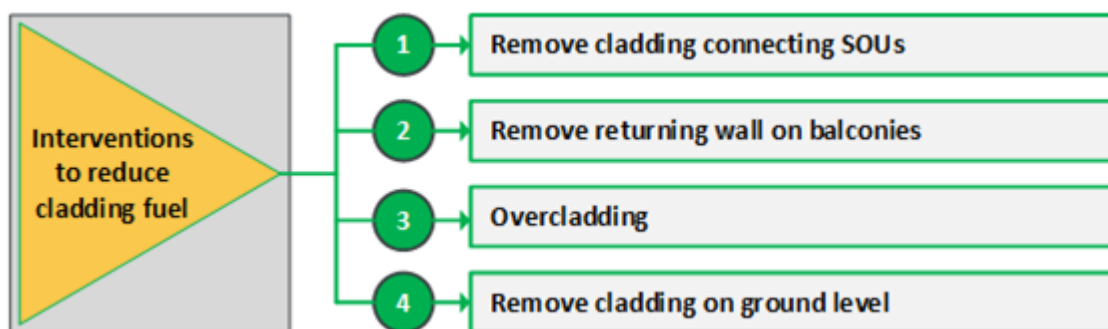 Interventions
to reduce
cladding fuel
1
Remove cladding connecting SOUs
2
Remove returning wall on balconies
3
Overcladding
4
Remove cladding on ground level